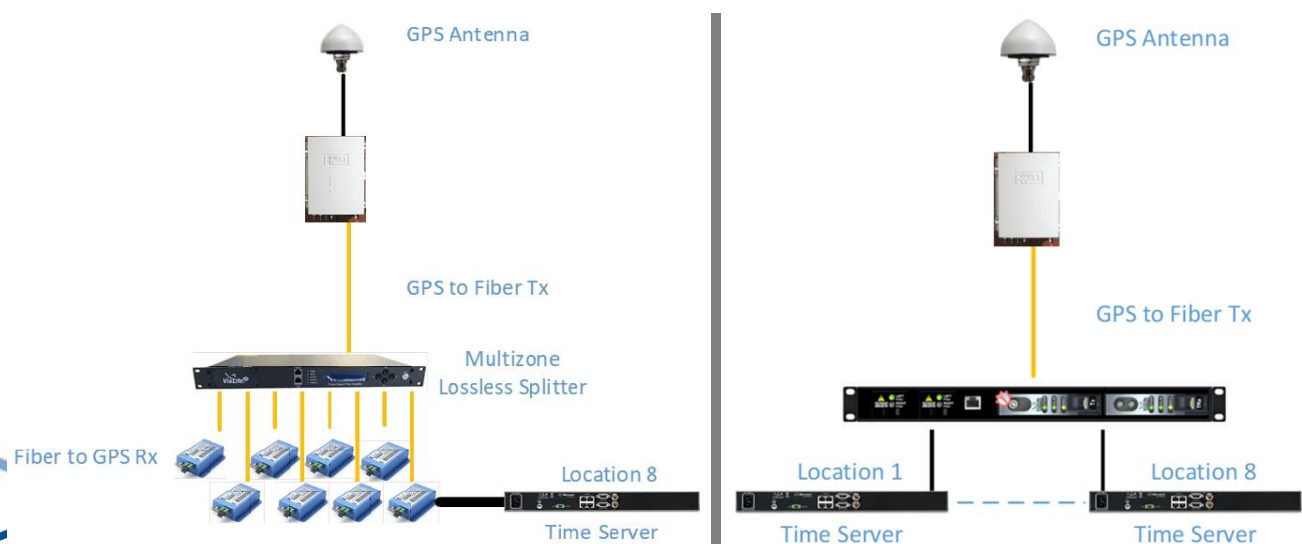 GPS Antenna
GPS to Fiber Tx
Multizone
Lossless Splitter
ViaLite
Fiber to GPS Rx
Location 8
Time Server
GPS Antenna
GPS to Fiber Tx
Location 1
Location 8
Time Server
Time Server